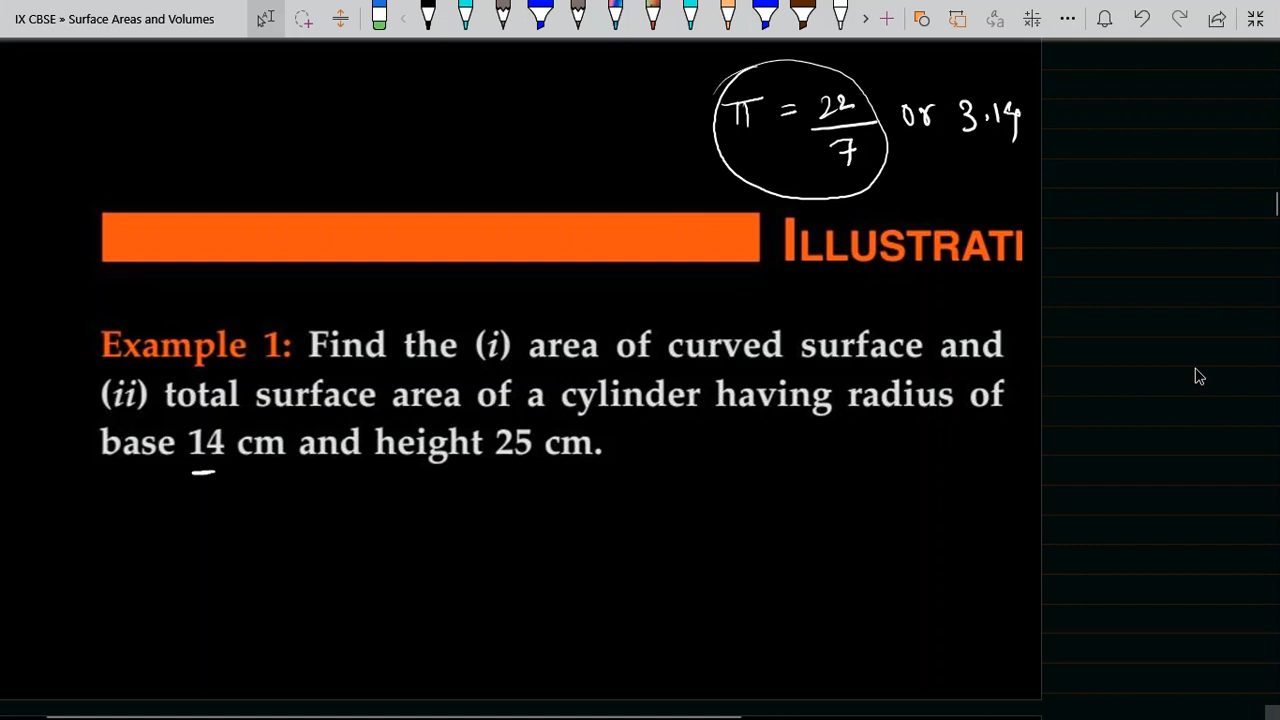 IX CBSE » Surface Areas and Volumes
π = 22/7 or 3.14
ILLUSTRATI
Example 1: Find the (i) area of curved surface and
(ii) total surface area of a cylinder having radius of
base 14 cm and height 25 cm.